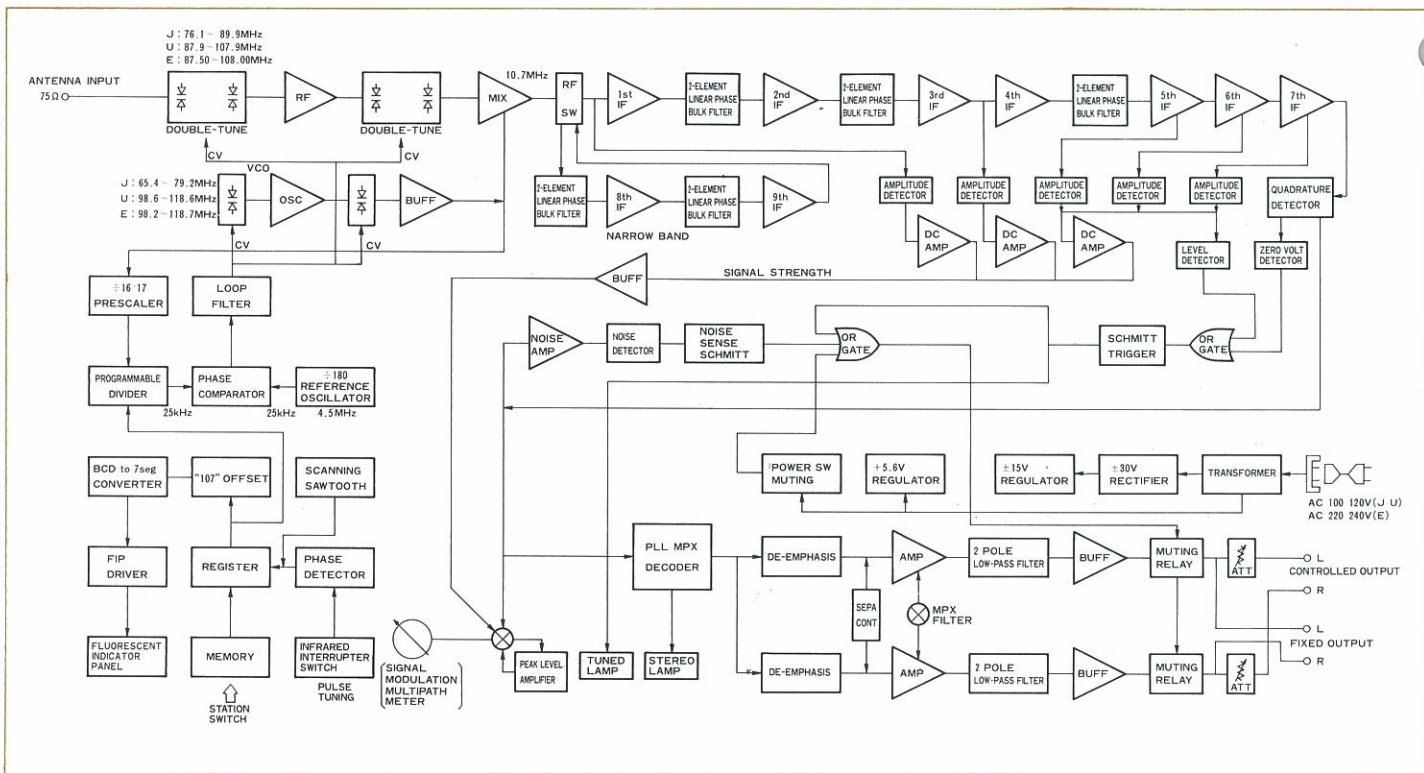 J : 76.1~ 89.9MHz
U : 87.9~107.9MHz
E : 87.50~108.00MHz
ANTENNA INPUT
75Ω
DOUBLE-TUNE
RF
DOUBLE-TUNE
MIX
10.7MHz
RF
SW
1st
IF
2-ELEMENT
LINEAR PHASE
BULK FILTER
2nd
IF
2-ELEMENT
LINEAR PHASE
BULK FILTER
3rd
IF
4th
IF
2-ELEMENT
LINEAR PHASE
BULK FILTER
5th
IF
6th
IF
7th
IF
CV
VCO
CV
J : 65.4~ 79.2MHz
U : 98.6~118.6MHz
E : 98.2~118.7MHz
OSC
BUFF
CV
CV
2-ELEMENT
LINEAR PHASE
BULK FILTER
8th
IF
2-ELEMENT
LINEAR PHASE
BULK FILTER
9th
IF
NARROW BAND
AMPLITUDE
DETECTOR
AMPLITUDE
DETECTOR
AMPLITUDE
DETECTOR
AMPLITUDE
DETECTOR
AMPLITUDE
DETECTOR
QUADRATURE
DETECTOR
DC
AMP
DC
AMP
DC
AMP
LEVEL
DETECTOR
ZERO VOLT
DETECTOR
SIGNAL STRENGTH
BUFF
÷16 17
PRESCALER
LOOP
FILTER
NOISE
AMP
NOISE
DETECTOR
NOISE
SENSE
SCHMITT
OR
GATE
SCHMITT
TRIGGER
OR
GATE
PROGRAMMABLE
DIVIDER
PHASE
COMPARATOR
÷180
REFERENCE
OSCILLATOR
25kHz
25kHz
4.5MHz
BCD to 7seg
CONVERTER
"107" OFFSET
SCANNING
SAWTOOTH
POWER SW
MUTING
+5.6V
REGULATOR
±15V
REGULATOR
±30V
RECTIFIER
TRANSFORMER
AC 100 120V(J U)
AC 220 240V(E)
FIP
DRIVER
REGISTER
PHASE
DETECTOR
PLL MPX
DECODER
DE-EMPHASIS
AMP
2 POLE
LOW-PASS FILTER
BUFF
MUTING
RELAY
ATT
L
CONTROLLED OUTPUT
R
SEPA
CONT
MPX
FILTER
L
FIXED OUTPUT
R
FLUORESCENT
INDICATOR
PANEL
MEMORY
INFRARED
INTERRUPTER
SWITCH
PULSE
TUNING
STATION
SWITCH
SIGNAL
MODULATION
MULTIPATH
METER
PEAK LEVEL
AMPLIFIER
TUNED
LAMP
STEREO
LAMP
DE-EMPHASIS
AMP
2 POLE
LOW-PASS FILTER
BUFF
MUTING
RELAY
ATT